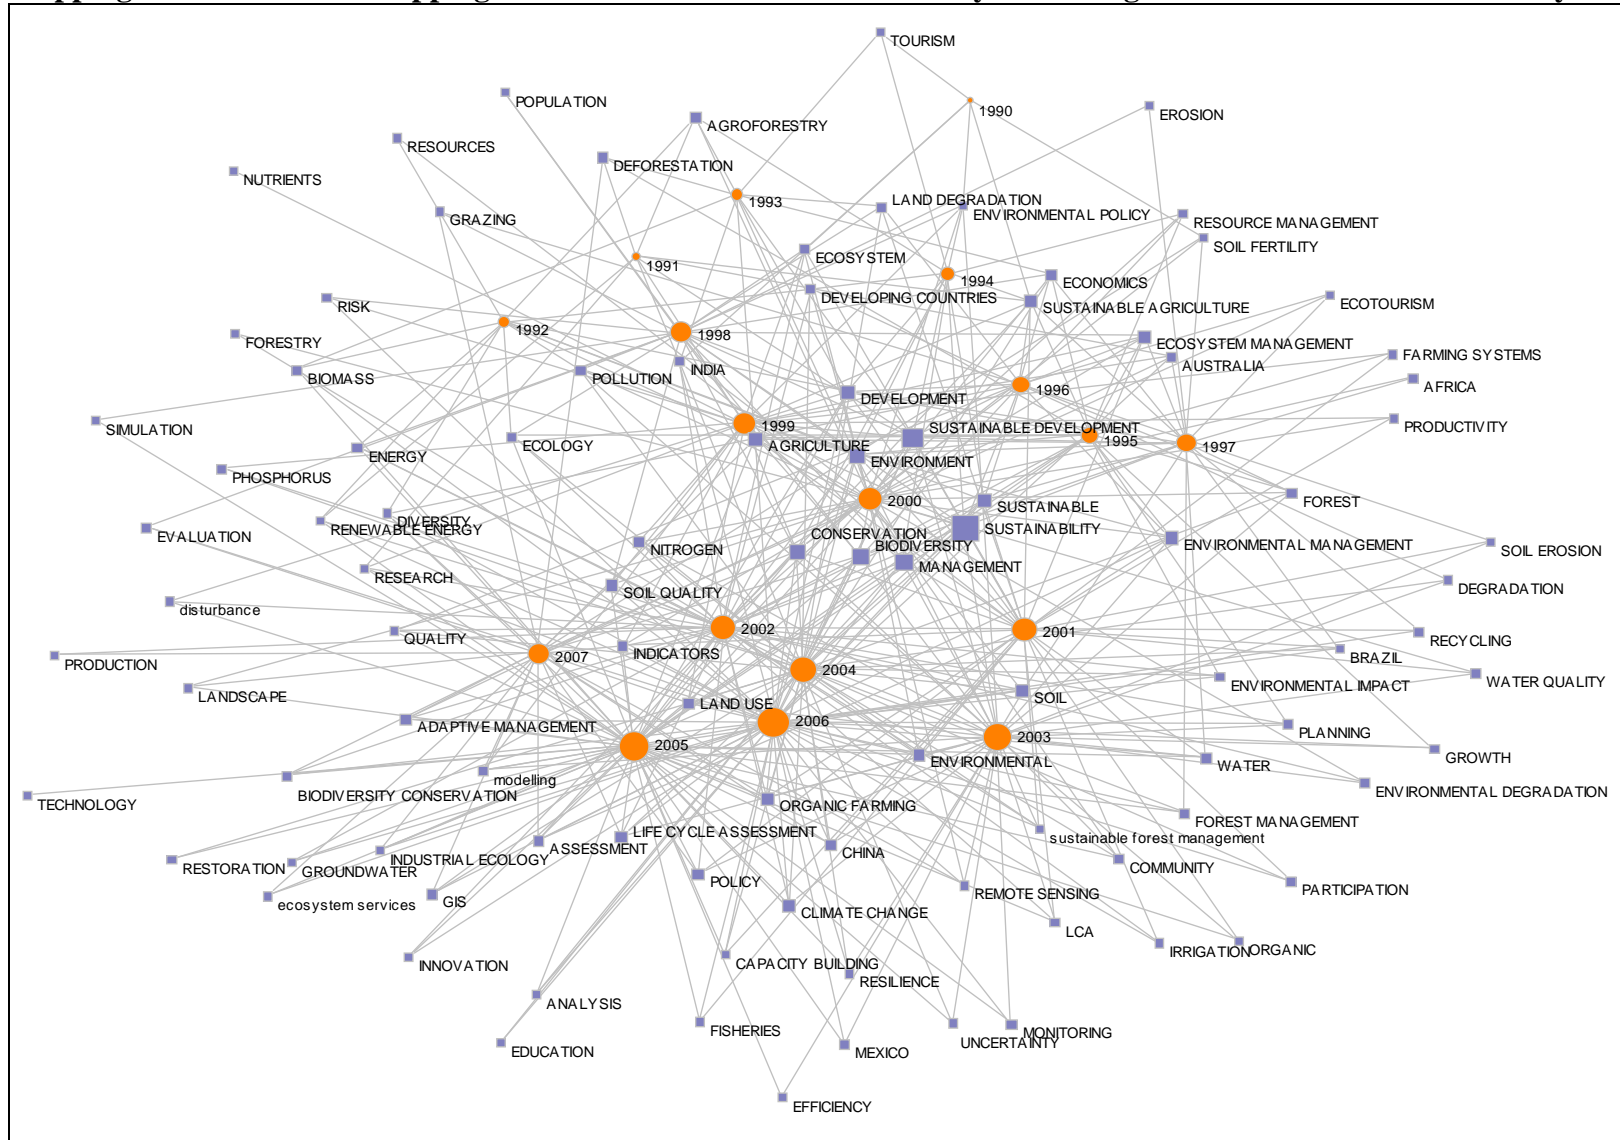 TOURISM
1990
POPULATION
EROSION
AGROFORESTRY
RESOURCES
DEFORESTATION
NUTRIENTS
1993
LAND DEGRADATION
ENVIRONMENTAL POLICY
GRAZING
RESOURCE MANAGEMENT
SOIL FERTILITY
ECOSYSTEM
1991
1994
ECONOMICS
DEVELOPING COUNTRIES
SUSTAINABLE AGRICULTURE
ECOTOURISM
RISK
1992
1998
FORESTRY
ECOSYSTEM MANAGEMENT
FARMING SYSTEMS
AUSTRALIA
INDIA
BIOMASS
POLLUTION
AFRICA
1996
DEVELOPMENT
SIMULATION
1999
SUSTAINABLE DEVELOPMENT
PRODUCTIVITY
ECOLOGY
AGRICULTURE
1995
1997
ENERGY
ENVIRONMENT
PHOSPHORUS
2000
SUSTAINABLE
FOREST
DIVERSITY
RENEWABLE ENERGY
SUSTAINABILITY
EVALUATION
CONSERVATION
BIODIVERSITY
ENVIRONMENTAL MANAGEMENT
NITROGEN
SOIL EROSION
MANAGEMENT
RESEARCH
SOIL QUALITY
DEGRADATION
disturbance
2002
2001
QUALITY
RECYCLING
INDICATORS
2007
BRAZIL
PRODUCTION
2004
WATER QUALITY
ENVIRONMENTAL IMPACT
LANDSCAPE
SOIL
LAND USE
2006
ADAPTIVE MANAGEMENT
PLANNING
2003
2005
GROWTH
ENVIRONMENTAL
WATER
modelling
BIODIVERSITY CONSERVATION
ENVIRONMENTAL DEGRADATION
TECHNOLOGY
ORGANIC FARMING
FOREST MANAGEMENT
LIFE CYCLE ASSESSMENT
sustainable forest management
ASSESSMENT
CHINA
INDUSTRIAL ECOLOGY
RESTORATION
GROUNDWATER
COMMUNITY
POLICY
PARTICIPATION
REMOTE SENSING
GIS
ecosystem services
CLIMATE CHANGE
LCA
IRRIGATION
ORGANIC
INNOVATION
CAPACITY BUILDING
RESILIENCE
ANALYSIS
FISHERIES
MONITORING
UNCERTAINTY
EDUCATION
MEXICO
EFFICIENCY